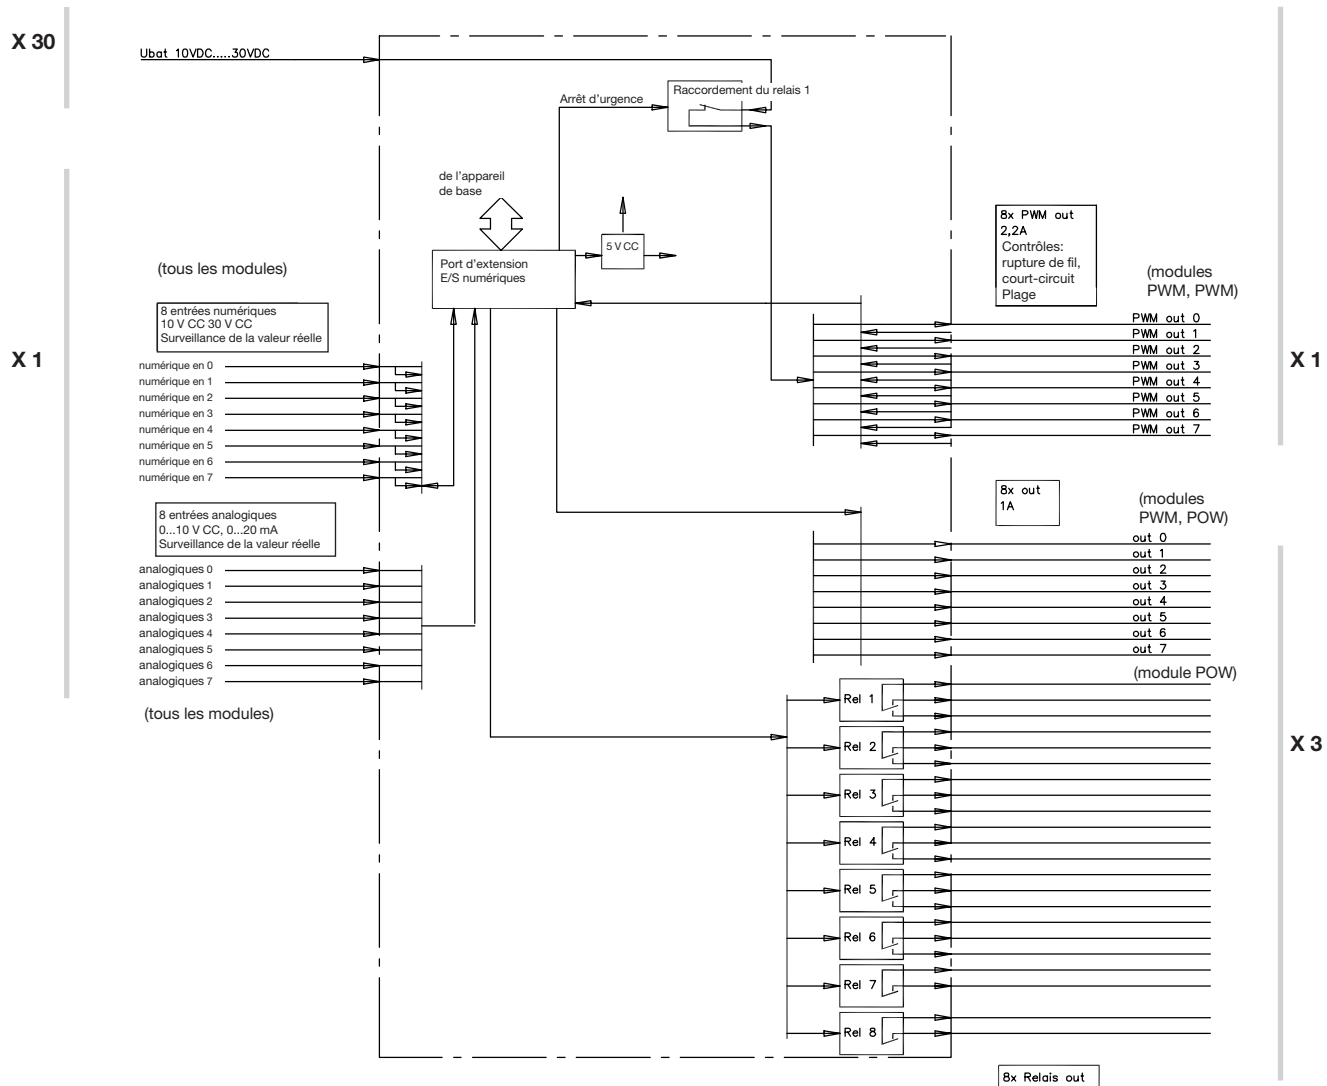 X 30
Ubat 10VDC.....30VDC
Raccordement du relais 1
Arrêt d'urgence
de l'appareil
de base
5 V CC
Port d'extension
E/S numériques
X 1
(tous les modules)
8 entrées numériques
10 V CC 30 V CC
Surveillance de la valeur réelle
numérique en 0
numérique en 1
numérique en 2
numérique en 3
numérique en 4
numérique en 5
numérique en 6
numérique en 7
8 entrées analogiques
0...10 V CC, 0...20 mA
Surveillance de la valeur réelle
analogiques 0
analogiques 1
analogiques 2
analogiques 3
analogiques 4
analogiques 5
analogiques 6
analogiques 7
(tous les modules)
8x PWM out
2,2A
Contrôles:
rupture de fil,
court-circuit
Plage
(modules
PWM, PWM)
PWM out 0
PWM out 1
PWM out 2
PWM out 3
PWM out 4
PWM out 5
PWM out 6
PWM out 7
X 1
8x out
1A
(modules
PWM, POW)
out 0
out 1
out 2
out 3
out 4
out 5
out 6
out 7
(module POW)
Rel 1
Rel 2
Rel 3
Rel 4
Rel 5
Rel 6
Rel 7
Rel 8
X 3
8x Relais out